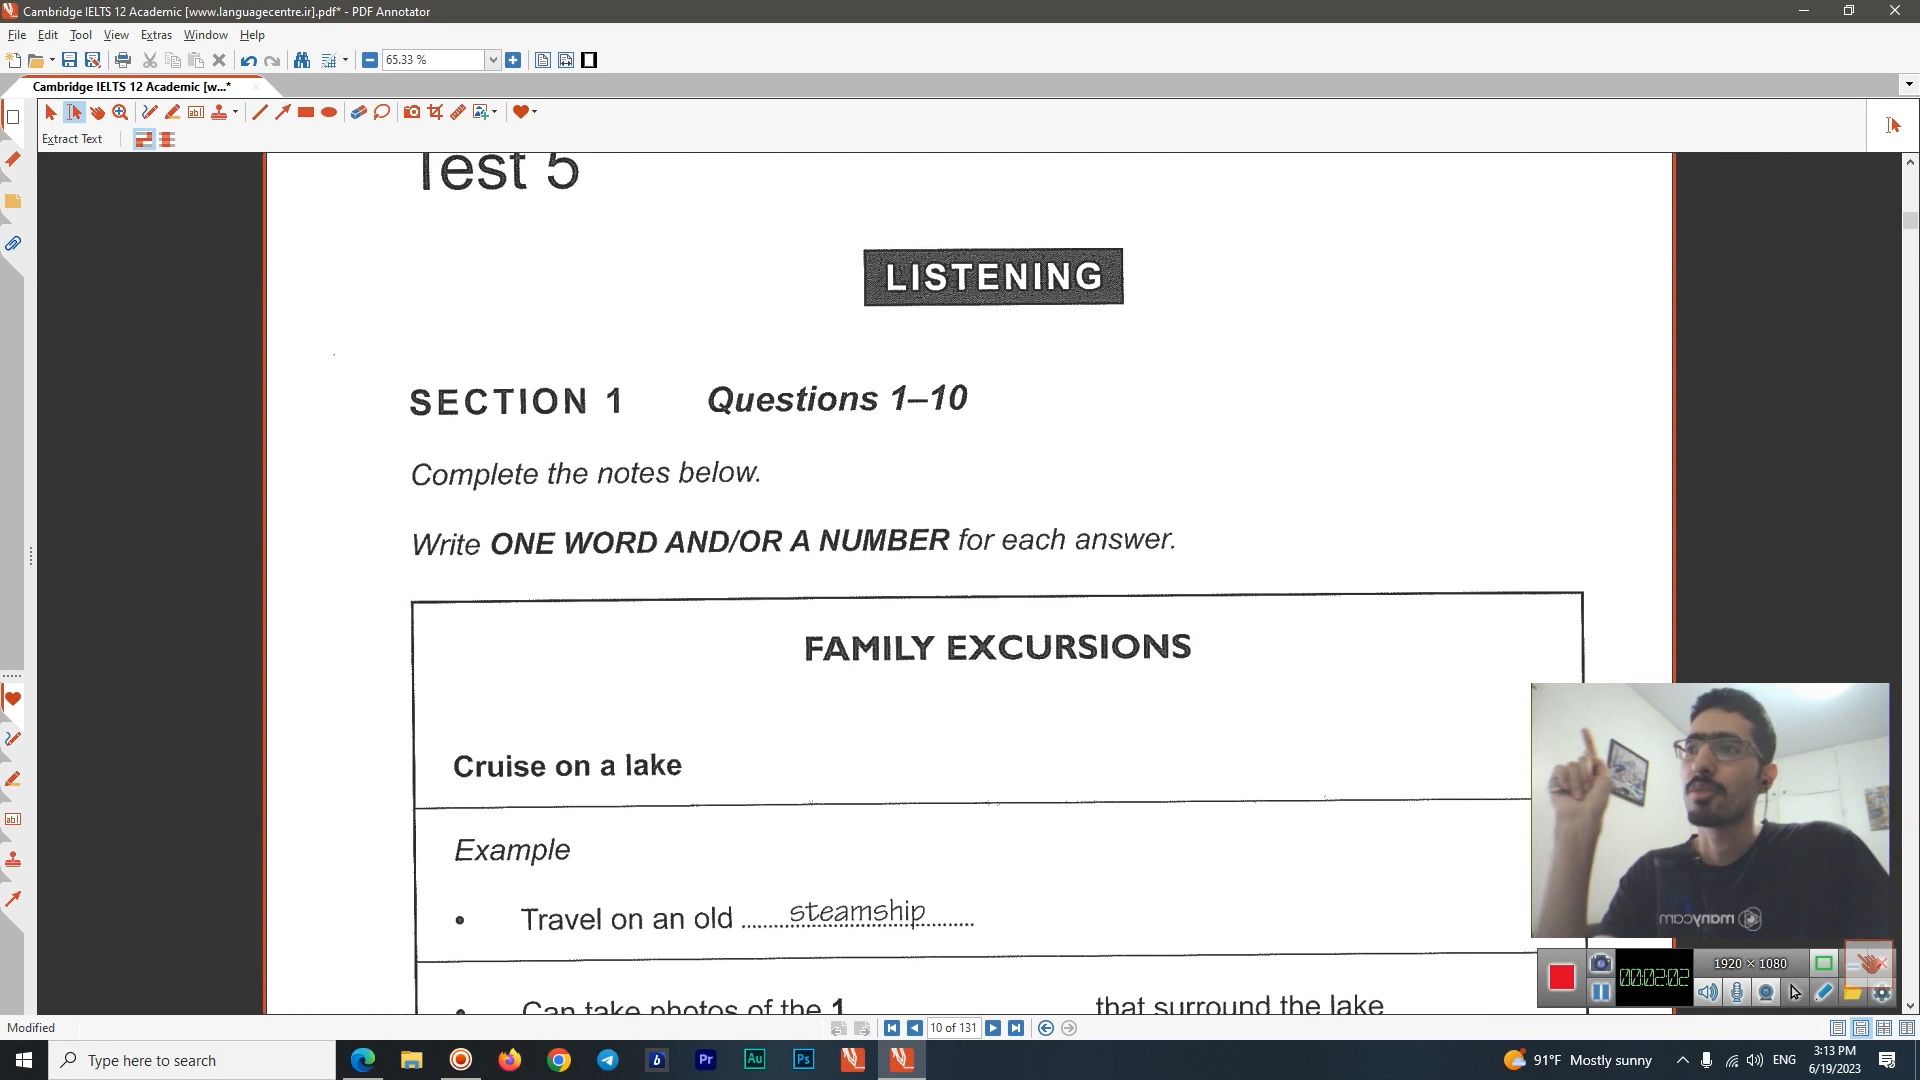 Cambridge IELTS 12 Academic [www.languagecentre.ir].pdf* - PDF Annotator
File Edit Tool View Extras Window Help
65.33 %
Cambridge IELTS 12 Academic [w...*
Extract Text
Test 5
LISTENING
SECTION 1 Questions 1–10
Complete the notes below.
Write ONE WORD AND/OR A NUMBER for each answer.
FAMILY EXCURSIONS
Cruise on a lake
Example
• Travel on an old steamship
• Can take photos of the 1 that surround the lake
manycam
00:02:02
1920 × 1080
Modified
10 of 131
Type here to search
b
Pr
Au
Ps
91°F Mostly sunny
ENG
3:13 PM
6/19/2023